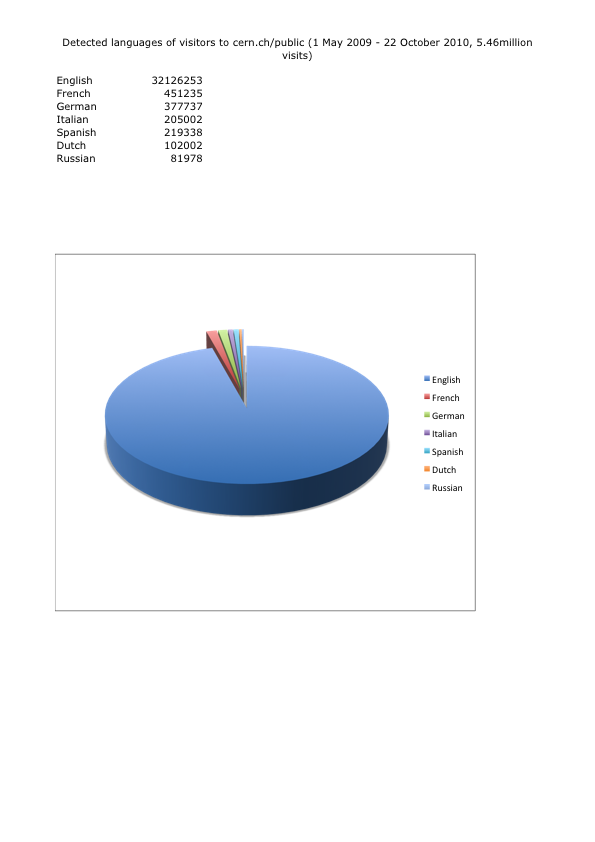 Detected languages of visitors to cern.ch/public (1 May 2009 - 22 October 2010, 5.46million
visits)
English 32126253
French 451235
German 377737
Italian 205002
Spanish 219338
Dutch 102002
Russian 81978
English
French
German
Italian
Spanish
Dutch
Russian